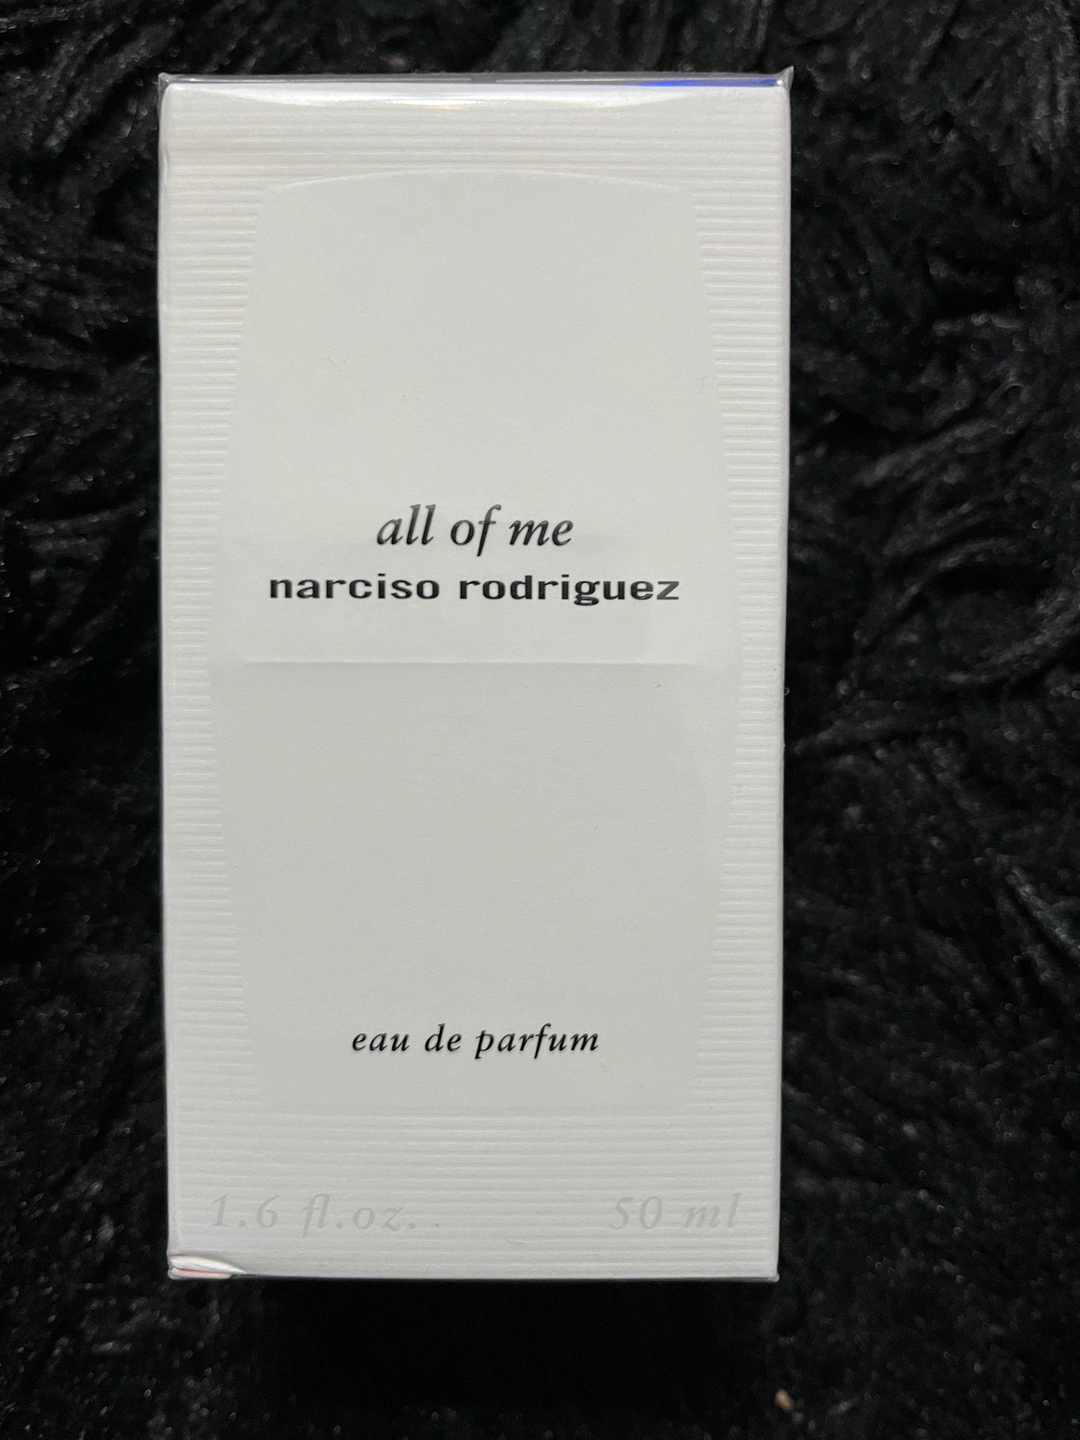 all of me
narciso rodriguez
eau de parfum
1.6 fl.oz. 50 ml